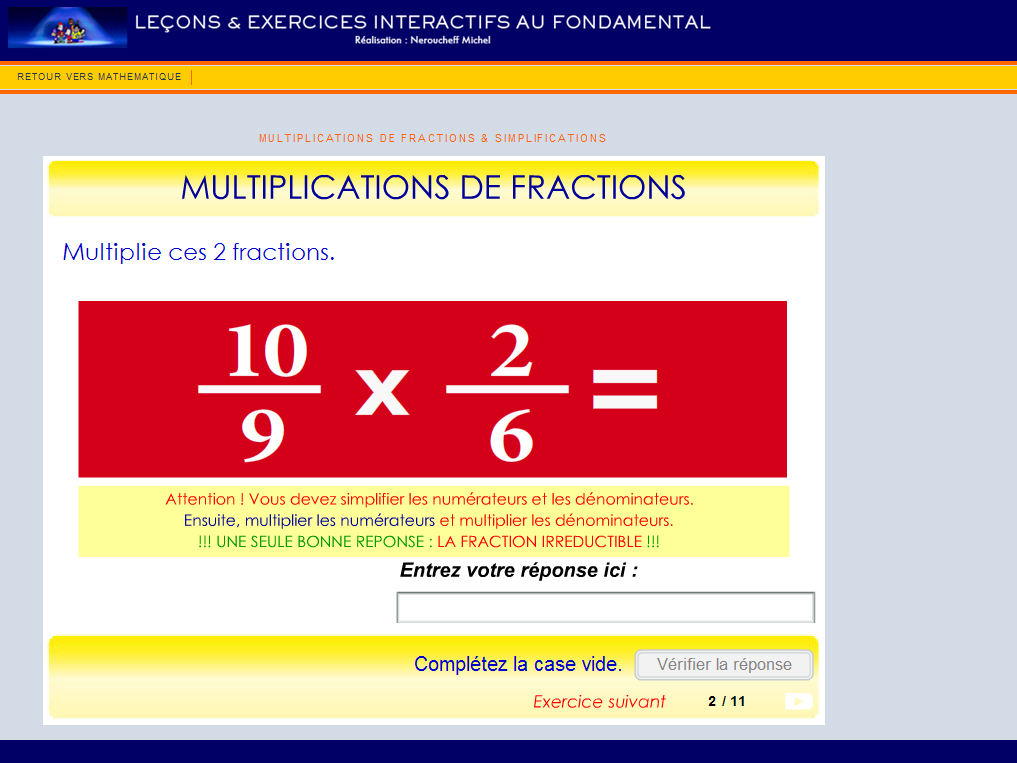 LEÇONS & EXERCICES INTERACTIFS AU FONDAMENTAL
Réalisation : Neroucheff Michel
RETOUR VERS MATHEMATIQUE
MULTIPLICATIONS DE FRACTIONS & SIMPLIFICATIONS
MULTIPLICATIONS DE FRACTIONS
Multiplie ces 2 fractions.
10/9 x 2/6 =
Attention ! Vous devez simplifier les numérateurs et les dénominateurs.
Ensuite, multiplier les numérateurs et multiplier les dénominateurs.
!!! UNE SEULE BONNE REPONSE : LA FRACTION IRREDUCTIBLE !!!
Entrez votre réponse ici :
Complétez la case vide. Vérifier la réponse
Exercice suivant 2 / 11